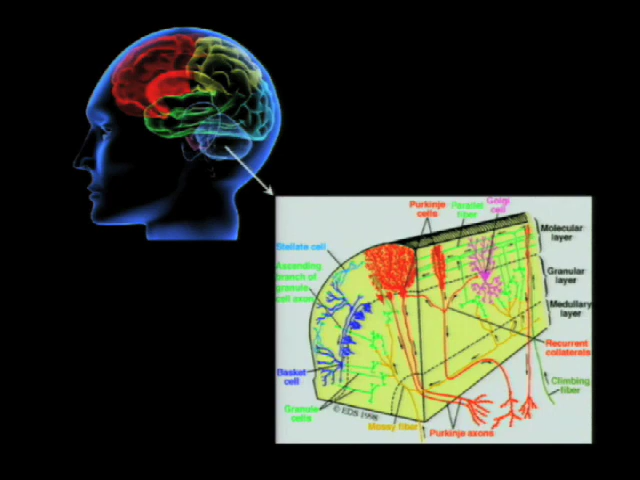 Purkinje
cells
Parallel
fiber
Golgi
cell
Molecular
layer
Stellate cell
Ascending
branch of
granule
cell axon
Granular
layer
Medullary
layer
Recurrent
collaterals
Basket
cell
Climbing
fiber
Granule
cells
© EDS 1998
Mossy fiber
Purkinje axons